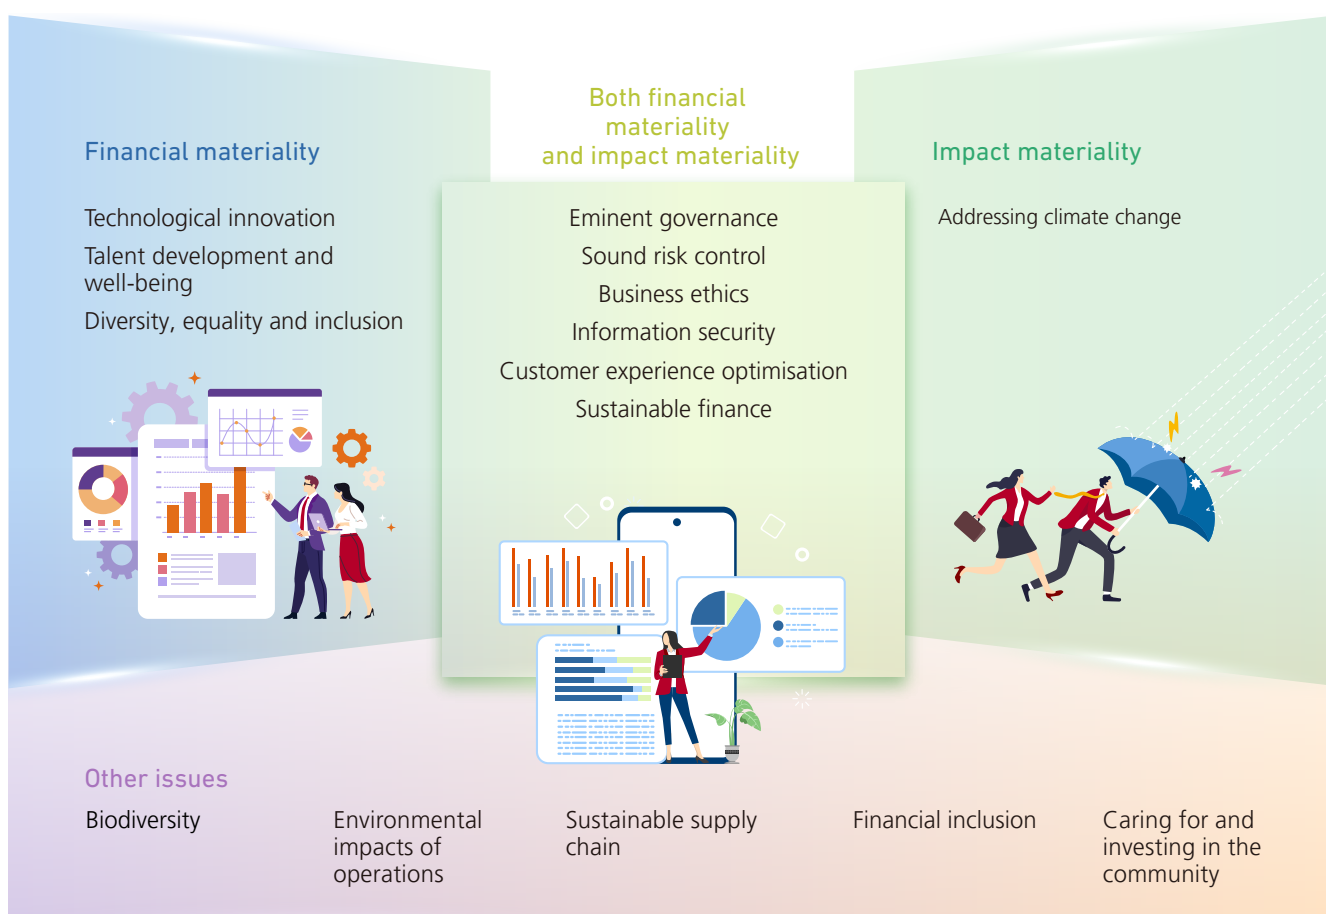 Financial materiality
Technological innovation
Talent development and
well-being
Diversity, equality and inclusion
Both financial
materiality
and impact materiality
Eminent governance
Sound risk control
Business ethics
Information security
Customer experience optimisation
Sustainable finance
Impact materiality
Addressing climate change
Other issues
Biodiversity
Environmental
impacts of
operations
Sustainable supply
chain
Financial inclusion
Caring for and
investing in the
community